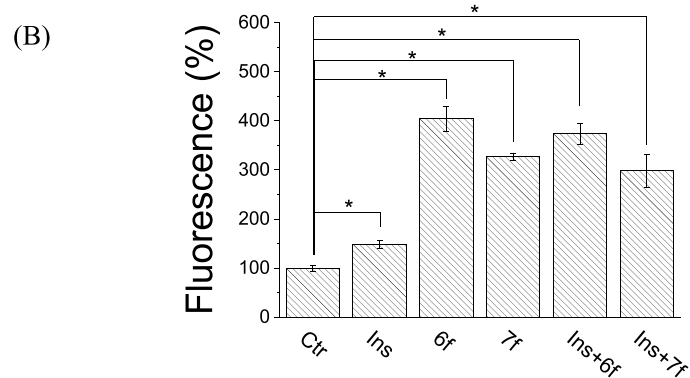 (B)
Fluorescence (%)
600
500
400
300
200
100
0
*
*
*
*
*
Ctr
Ins
6f
7f
Ins+6f
Ins+7f